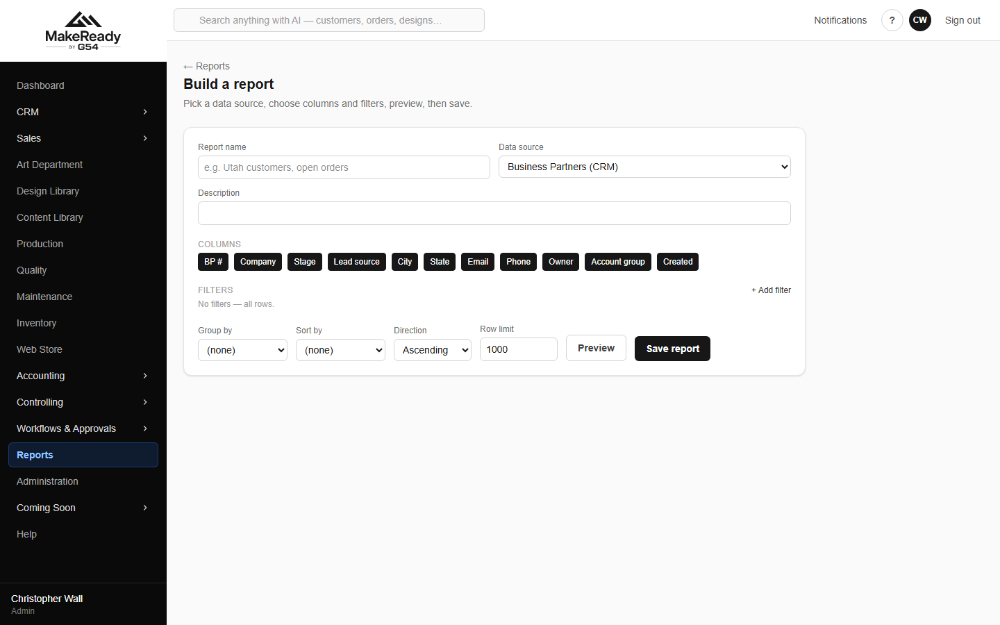 MakeReady
BY G54
Search anything with AI — customers, orders, designs…
Notifications
?
CW
Sign out
Dashboard
CRM
Sales
Art Department
Design Library
Content Library
Production
Quality
Maintenance
Inventory
Web Store
Accounting
Controlling
Workflows & Approvals
Reports
Administration
Coming Soon
Help
Christopher Wall
Admin
← Reports
Build a report
Pick a data source, choose columns and filters, preview, then save.
Report name
Data source
e.g. Utah customers, open orders
Business Partners (CRM)
Description
COLUMNS
BP # Company Stage Lead source City State Email Phone Owner Account group Created
FILTERS
+ Add filter
No filters — all rows.
Group by Sort by Direction Row limit
(none) (none) Ascending 1000 Preview Save report